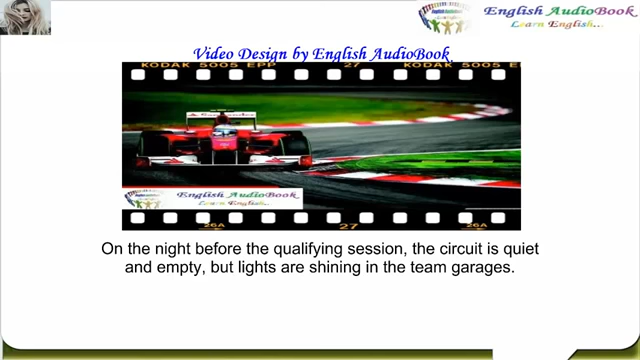 English AudioBook
Learn English...
Video Design by English AudioBook
KODAK 5005 EPP 27 KODAK 5005 E
Santander
English AudioBook
Learn English...
26A 27 26A
On the night before the qualifying session, the circuit is quiet
and empty, but lights are shining in the team garages.